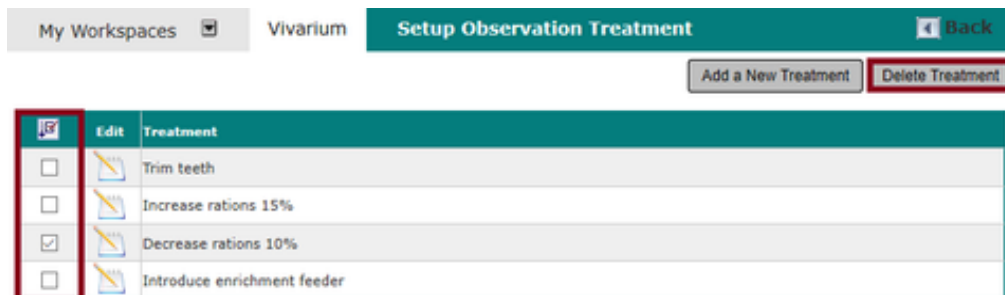 My Workspaces Vivarium Setup Observation Treatment Back
Add a New Treatment Delete Treatment
Edit Treatment
Trim teeth
Increase rations 15%
Decrease rations 10%
Introduce enrichment feeder